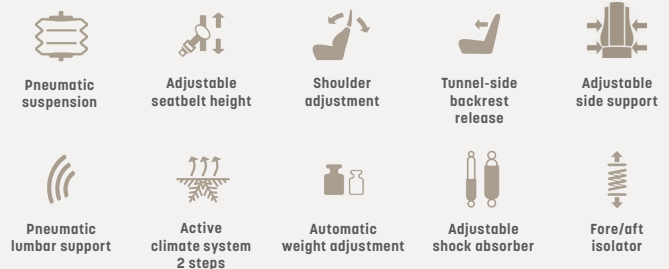 Pneumatic
suspension
Adjustable
seatbelt height
Shoulder
adjustment
Tunnel-side
backrest
release
Adjustable
side support
Pneumatic
lumbar support
Active
climate system
2 steps
Automatic
weight adjustment
Adjustable
shock absorber
Fore/aft
isolator